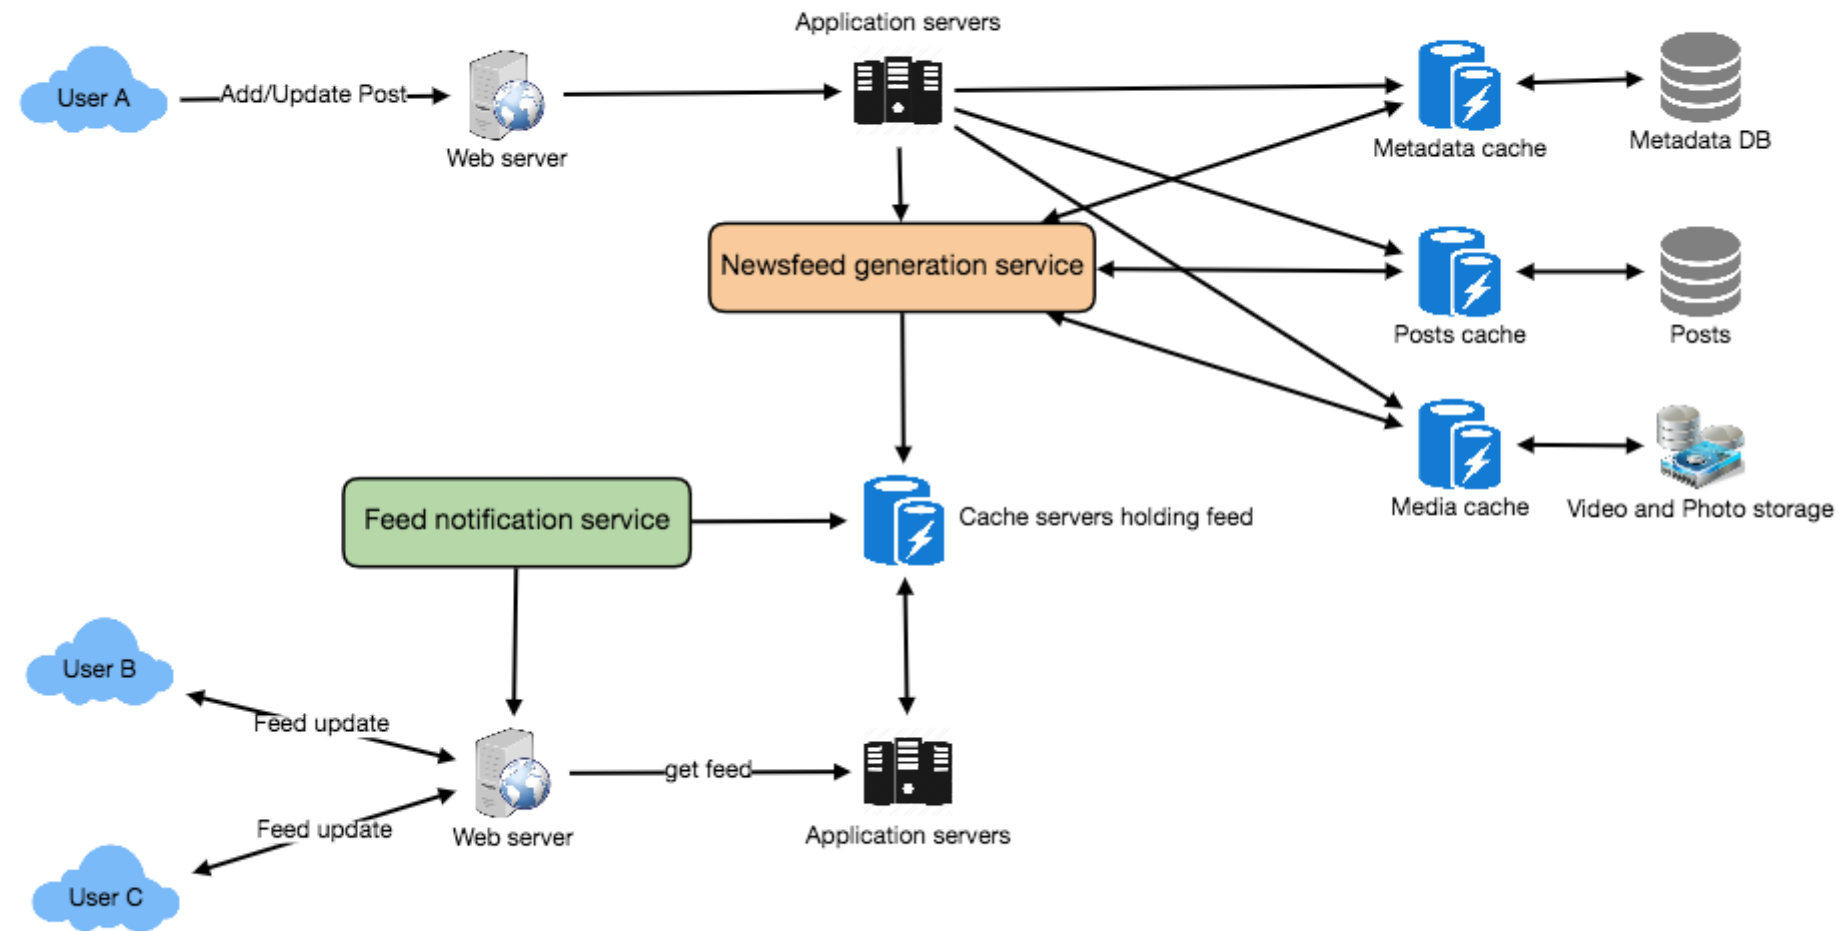 Application servers
User A
Add/Update Post
Web server
Metadata cache
Metadata DB
Newsfeed generation service
Posts cache
Posts
Media cache
Video and Photo storage
Feed notification service
Cache servers holding feed
User B
Feed update
get feed
Feed update
Web server
Application servers
User C